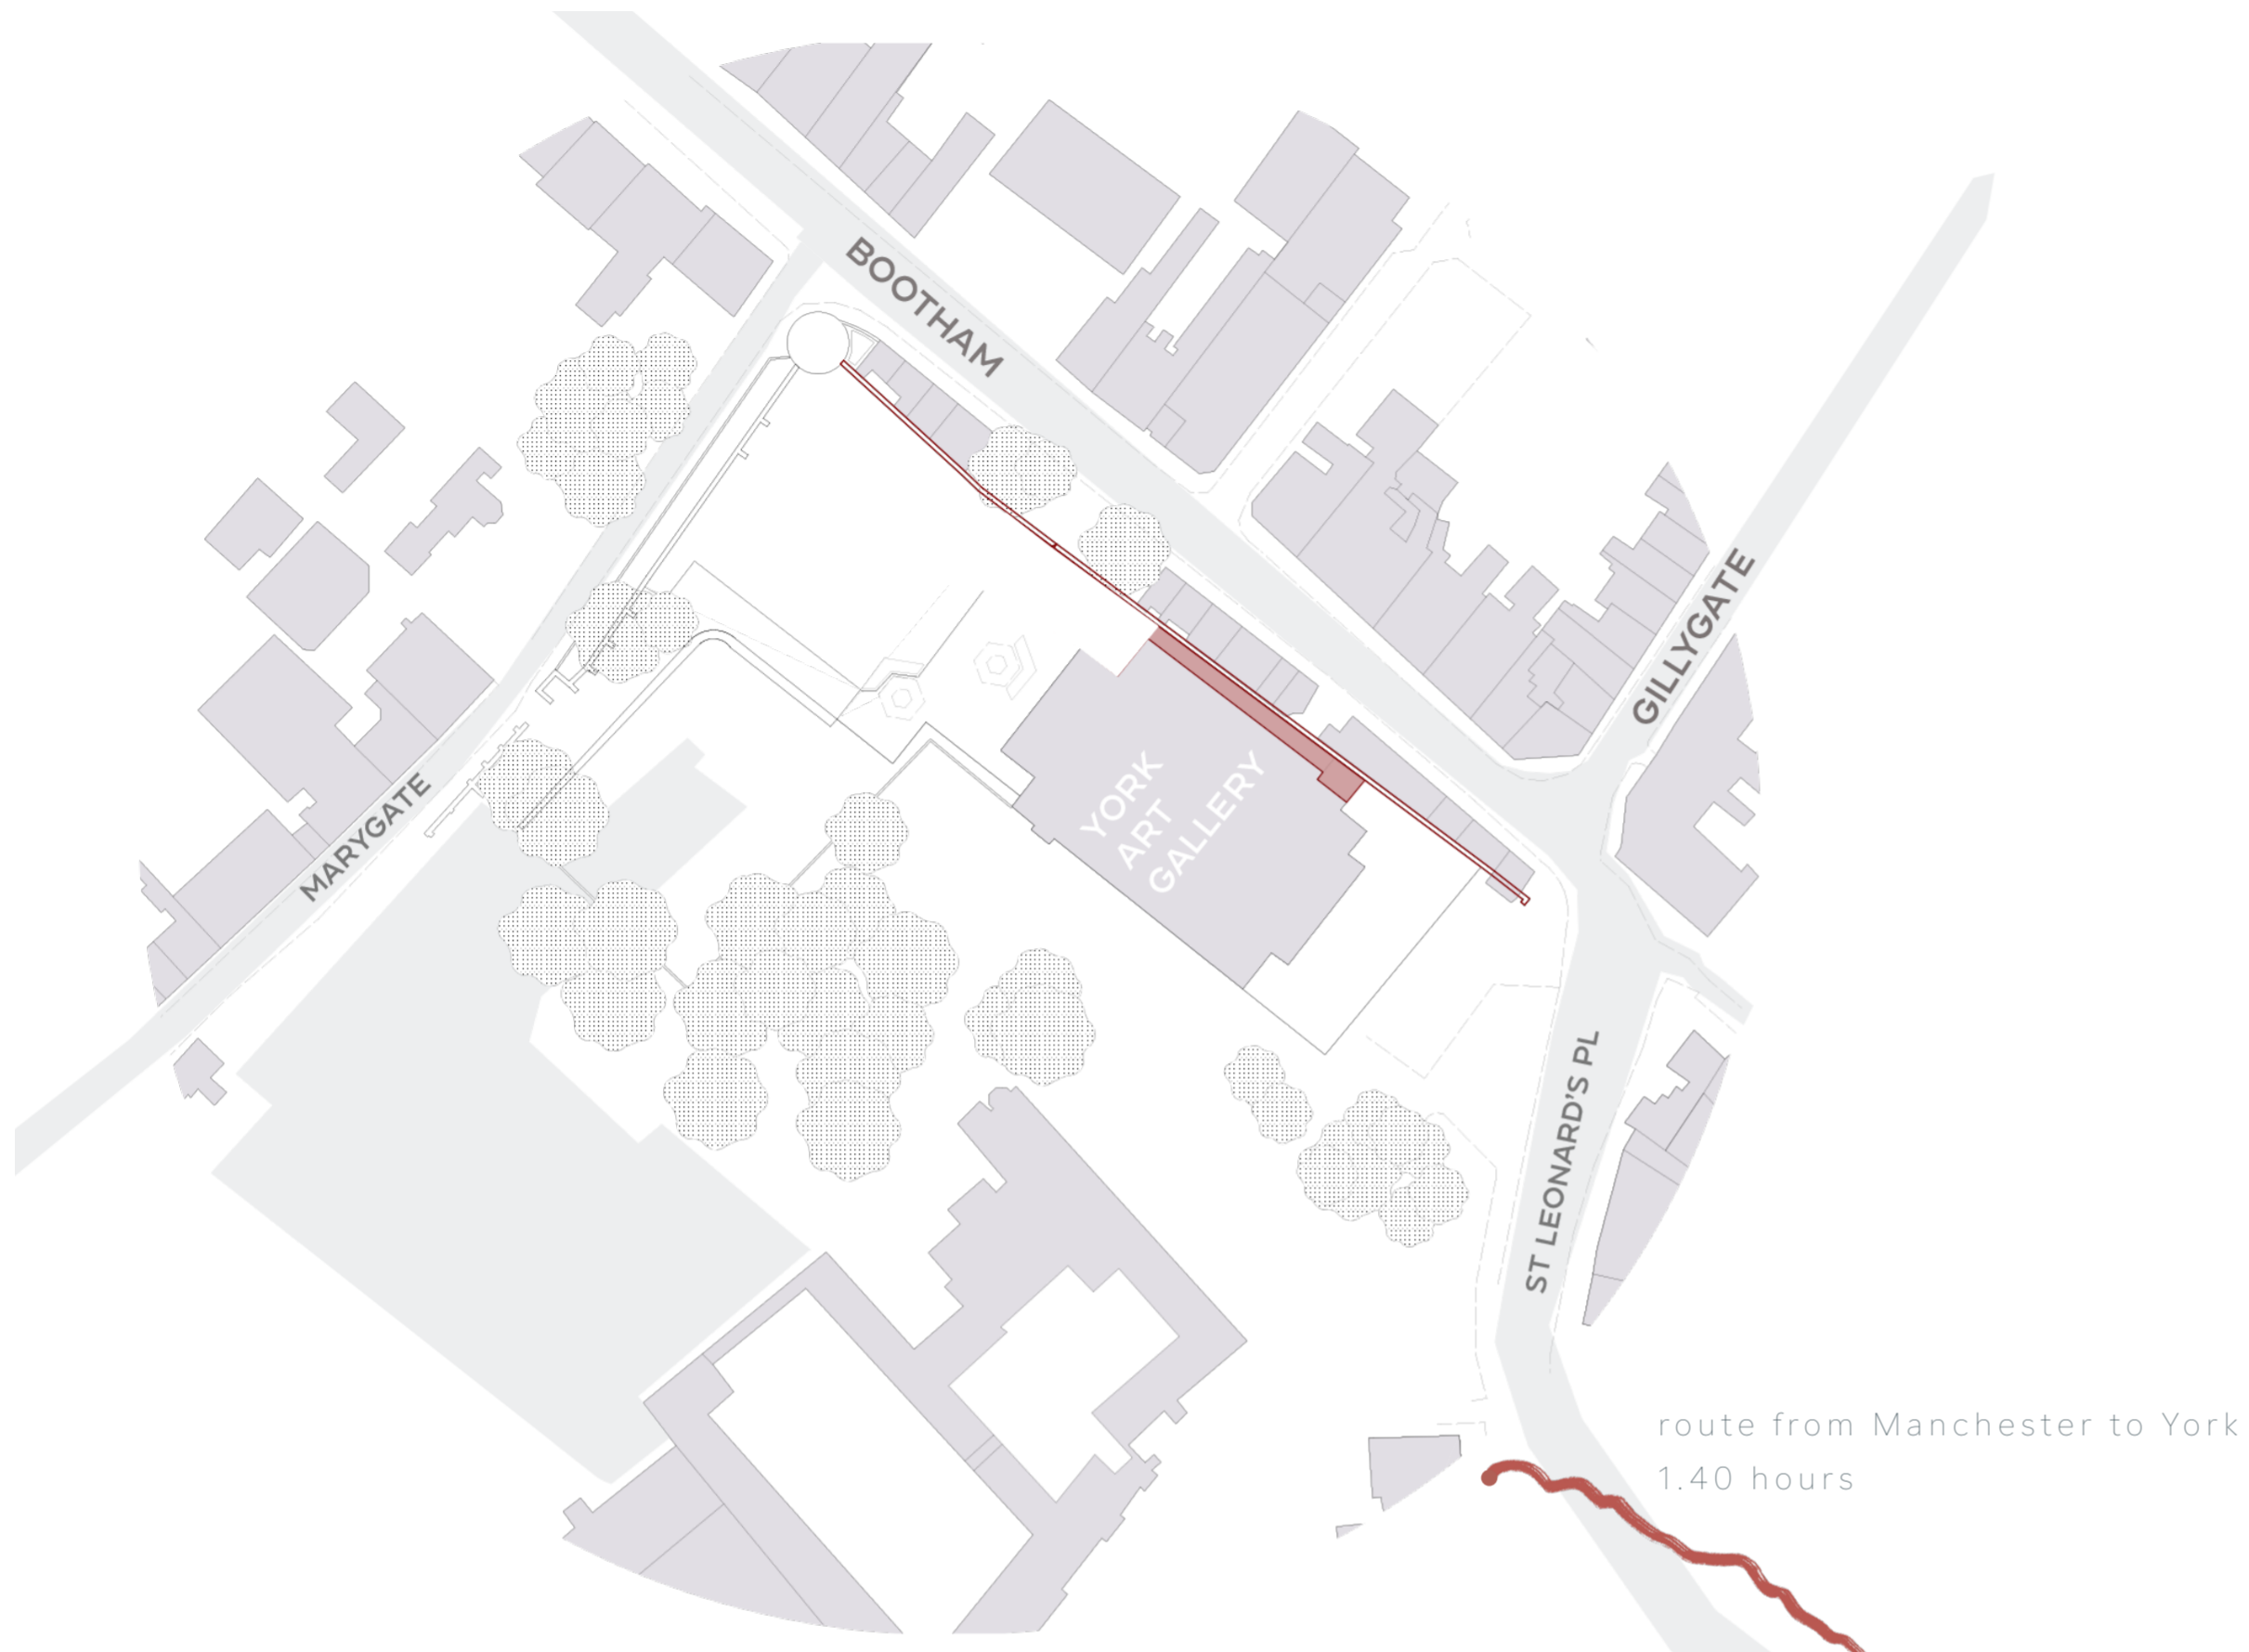 BOOTHAM
GILLYGATE
YORK
ART
GALLERY
MARYGATE
ST LEONARD'S PL
route from Manchester to York
1.40 hours